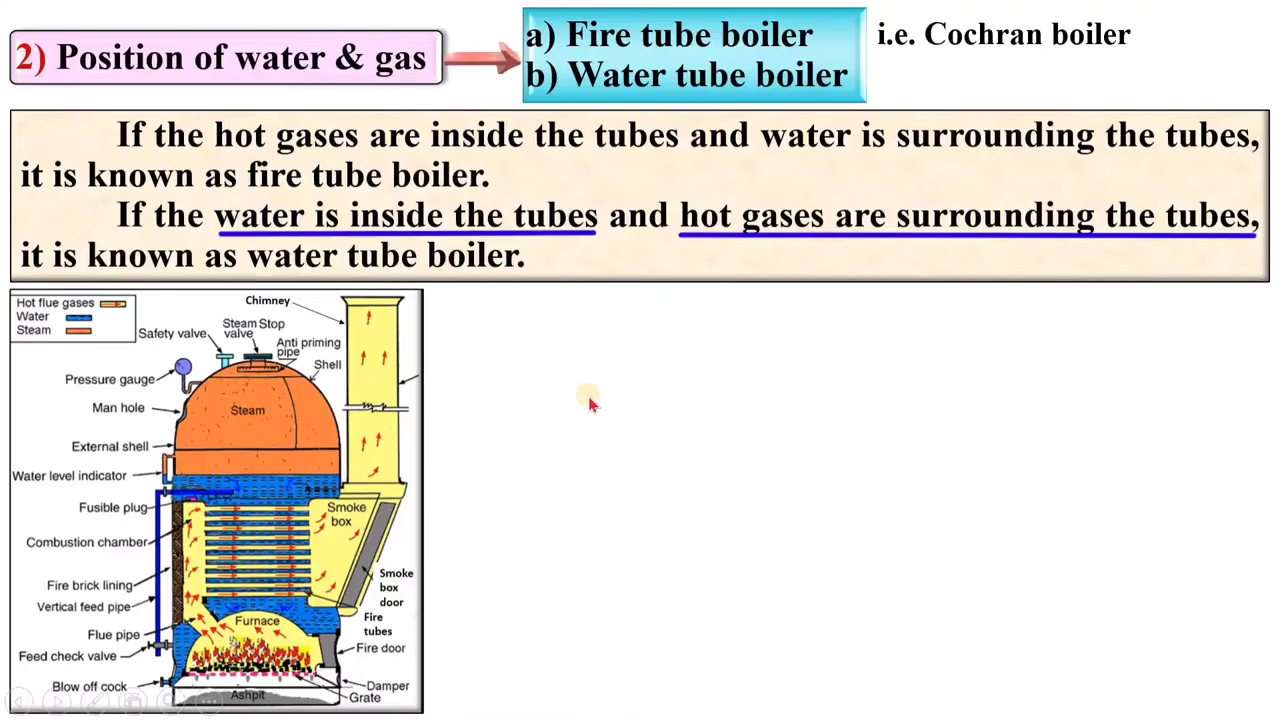 2) Position of water & gas
a) Fire tube boiler
b) Water tube boiler
i.e. Cochran boiler
If the hot gases are inside the tubes and water is surrounding the tubes,
it is known as fire tube boiler.
If the water is inside the tubes and hot gases are surrounding the tubes,
it is known as water tube boiler.
Hot flue gases
Water
Steam
Chimney
Safety valve
Steam Stop
valve
Anti priming
pipe
Shell
Pressure gauge
Man hole
Steam
External shell
Water level indicator
Fusible plug
Smoke
box
Combustion chamber
Smoke
box
door
Fire brick lining
Vertical feed pipe
Fire
tubes
Furnace
Flue pipe
Fire door
Feed check valve
Blow off cock
Damper
Ashpit
Grate